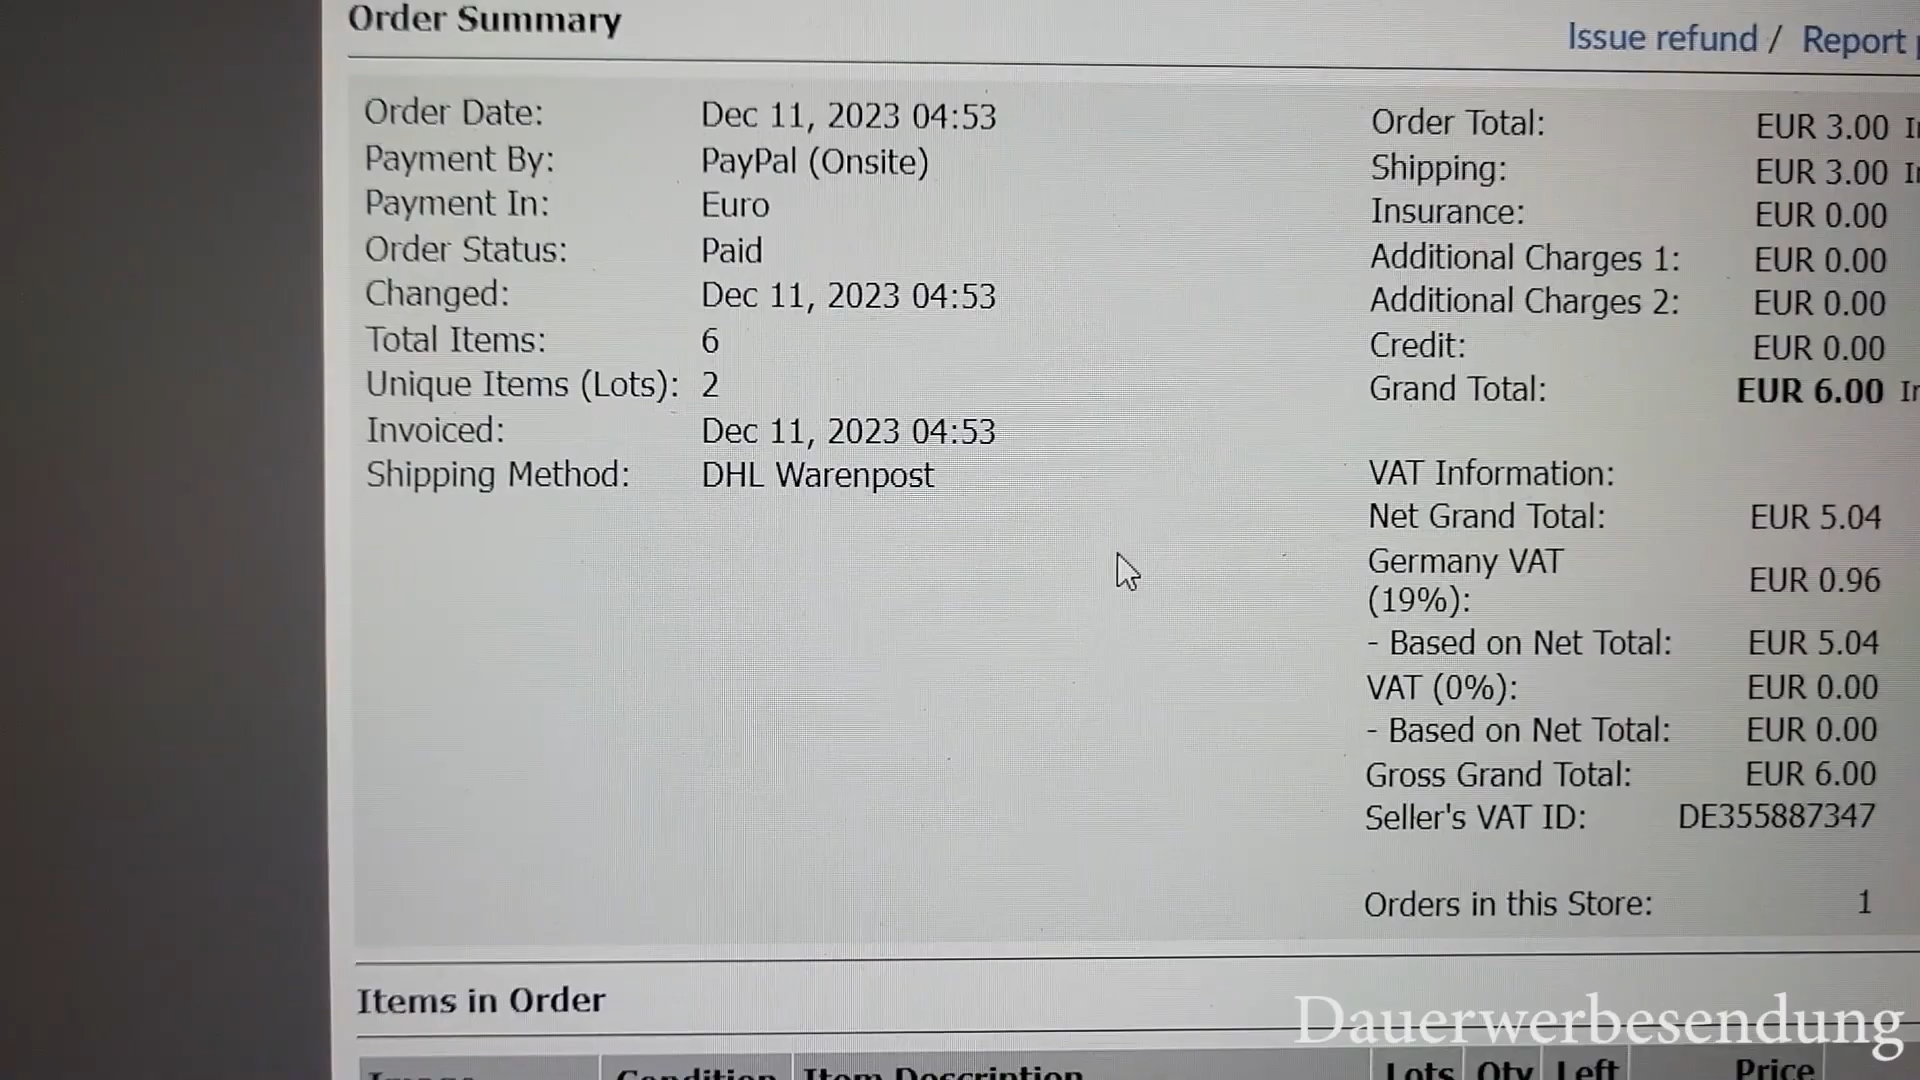 Order Summary
Issue refund / Report
Order Date: Dec 11, 2023 04:53
Payment By: PayPal (Onsite)
Payment In: Euro
Order Status: Paid
Changed: Dec 11, 2023 04:53
Total Items: 6
Unique Items (Lots): 2
Invoiced: Dec 11, 2023 04:53
Shipping Method: DHL Warenpost
Order Total: EUR 3.00
Shipping: EUR 3.00
Insurance: EUR 0.00
Additional Charges 1: EUR 0.00
Additional Charges 2: EUR 0.00
Credit: EUR 0.00
Grand Total: EUR 6.00
VAT Information:
Net Grand Total: EUR 5.04
Germany VAT
(19%): EUR 0.96
- Based on Net Total: EUR 5.04
VAT (0%): EUR 0.00
- Based on Net Total: EUR 0.00
Gross Grand Total: EUR 6.00
Seller's VAT ID: DE355887347
Orders in this Store: 1
Items in Order
Condition Item Description Lots Qty Left Price
Dauerwerbesendung